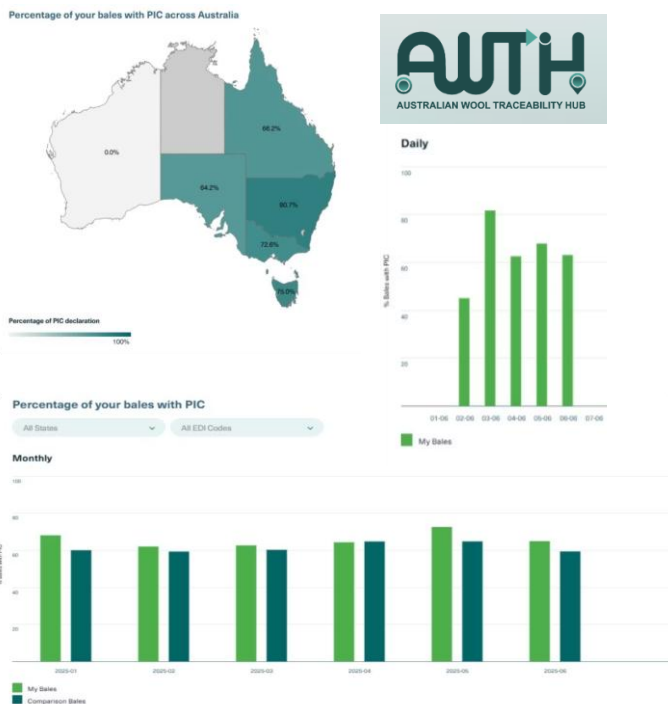 Percentage of your bales with PIC across Australia
0.0%
66.2%
64.2%
80.7%
72.6%
75.0%
Percentage of PIC declaration
100%
AWTH
AUSTRALIAN WOOL TRACEABILITY HUB
Daily
100
80
60
40
20
% Bales with PIC
01-06 02-06 03-06 04-06 05-06 06-06 07-06
My Bales
Percentage of your bales with PIC
All States
All EDI Codes
Monthly
100
80
60
40
20
2025-01 2025-02 2025-03 2025-04 2025-05 2025-06
My Bales
Comparison Bales